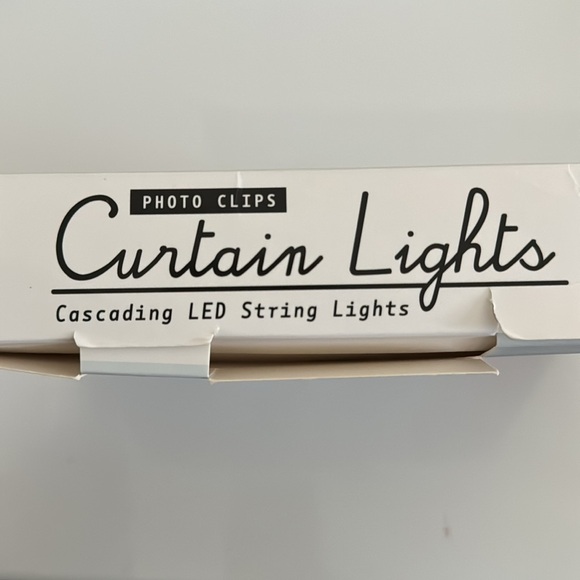 PHOTO CLIPS
Curtain Lights
Cascading LED String Lights